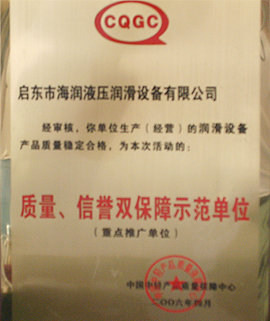 CQGC
启东市海润液压润滑设备有限公司
经审核，你单位生产（经营）的润滑设备
产品质量稳定合格，为本次活动的：
质量、信誉双保障示范单位
（重点推广单位）
中国中轻产品质量保障中心
二00六年四月